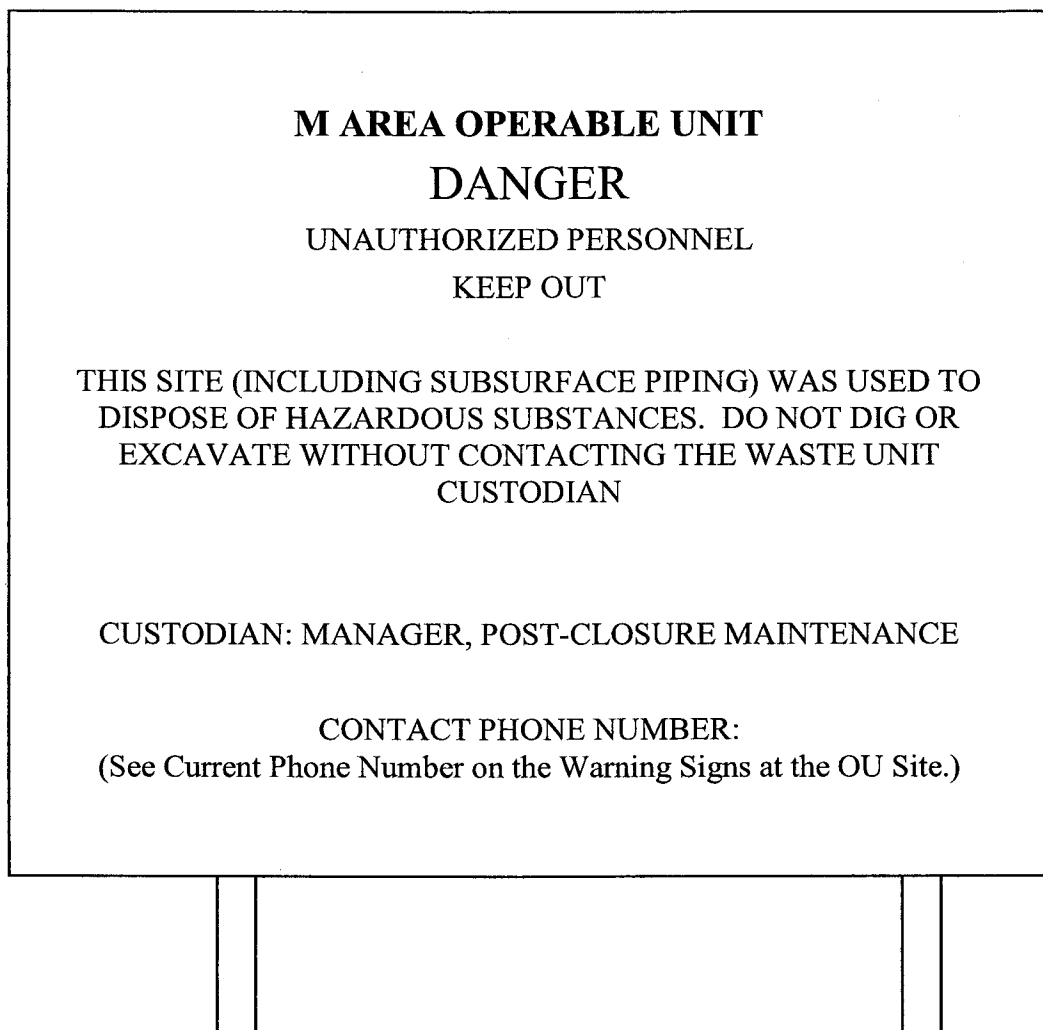 M AREA OPERABLE UNIT
DANGER
UNAUTHORIZED PERSONNEL
KEEP OUT
THIS SITE (INCLUDING SUBSURFACE PIPING) WAS USED TO
DISPOSE OF HAZARDOUS SUBSTANCES.  DO NOT DIG OR
EXCAVATE WITHOUT CONTACTING THE WASTE UNIT
CUSTODIAN
CUSTODIAN: MANAGER, POST-CLOSURE MAINTENANCE
CONTACT PHONE NUMBER:
(See Current Phone Number on the Warning Signs at the OU Site.)